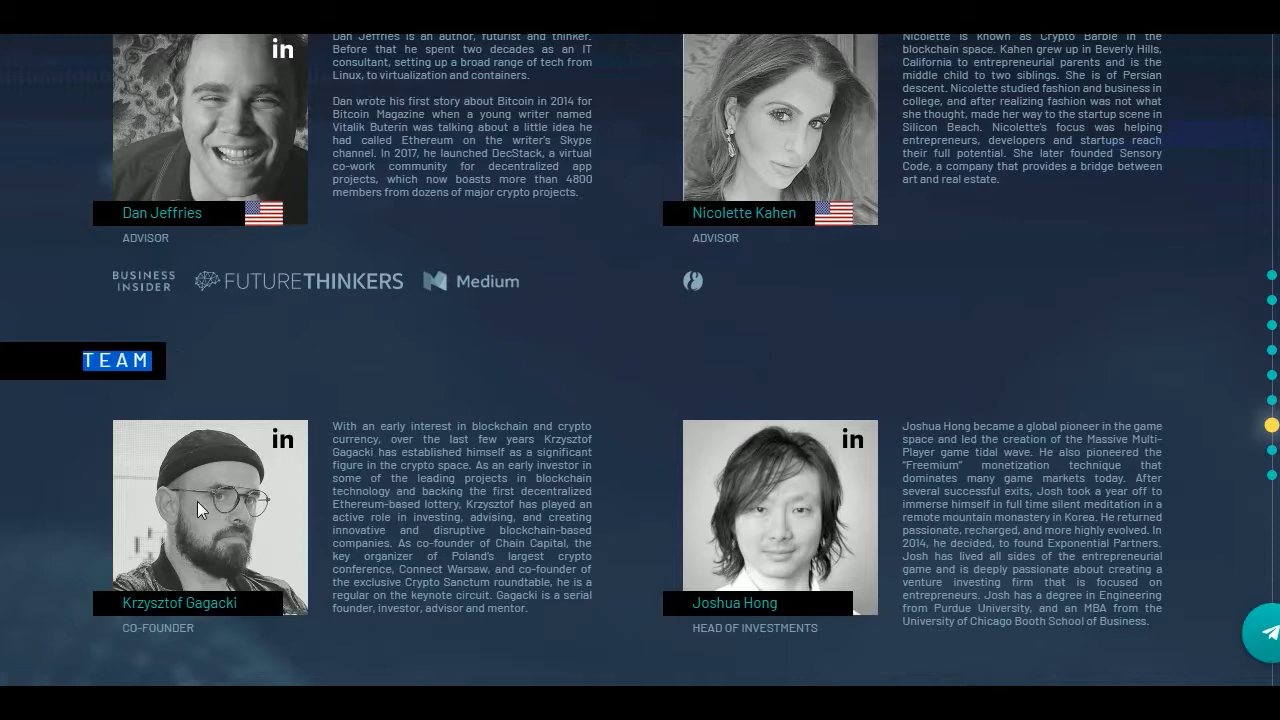 in
Dan Jeffries is an author, futurist and thinker.
Before that he spent two decades as an IT
consultant, setting up a broad range of tech from
Linux, to virtualization and containers.
Dan wrote his first story about Bitcoin in 2014 for
Bitcoin Magazine when a young writer named
Vitalik Buterin was talking about a little idea he
had called Ethereum on the writer's Skype
channel. In 2017, he launched DecStack, a virtual
co-work community for decentralized app
projects, which now boasts more than 4800
members from dozens of major crypto projects.
Dan Jeffries
ADVISOR
BUSINESS
INSIDER
FUTURETHINKERS
Medium
Nicolette is known as Crypto Barbie in the
blockchain space. Kahen grew up in Beverly Hills,
California to entrepreneurial parents and is the
middle child to two siblings. She is of Persian
descent. Nicolette studied fashion and business in
college, and after realizing fashion was not what
she thought, made her way to the startup scene in
Silicon Beach. Nicolette's focus was helping
entrepreneurs, developers and startups reach
their full potential. She later founded Sensory
Code, a company that provides a bridge between
art and real estate.
Nicolette Kahen
ADVISOR
TEAM
in
With an early interest in blockchain and crypto
currency, over the last few years Krzysztof
Gagacki has established himself as a significant
figure in the crypto space. As an early investor in
some of the leading projects in blockchain
technology and backing the first decentralized
Ethereum-based lottery, Krzysztof has played an
active role in investing, advising, and creating
innovative and disruptive blockchain-based
companies. As co-founder of Chain Capital, the
key organizer of Poland's largest crypto
conference, Connect Warsaw, and co-founder of
the exclusive Crypto Sanctum roundtable, he is a
regular on the keynote circuit. Gagacki is a serial
founder, investor, advisor and mentor.
Krzysztof Gagacki
CO-FOUNDER
in
Joshua Hong became a global pioneer in the game
space and led the creation of the Massive Multi-
Player game tidal wave. He also pioneered the
"Freemium" monetization technique that
dominates many game markets today. After
several successful exits, Josh took a year off to
immerse himself in full time silent meditation in a
remote mountain monastery in Korea. He returned
passionate, recharged, and more highly evolved. In
2014, he decided, to found Exponential Partners.
Josh has lived all sides of the entrepreneurial
game and is deeply passionate about creating a
venture investing firm that is focused on
entrepreneurs. Josh has a degree in Engineering
from Purdue University, and an MBA from the
University of Chicago Booth School of Business.
Joshua Hong
HEAD OF INVESTMENTS